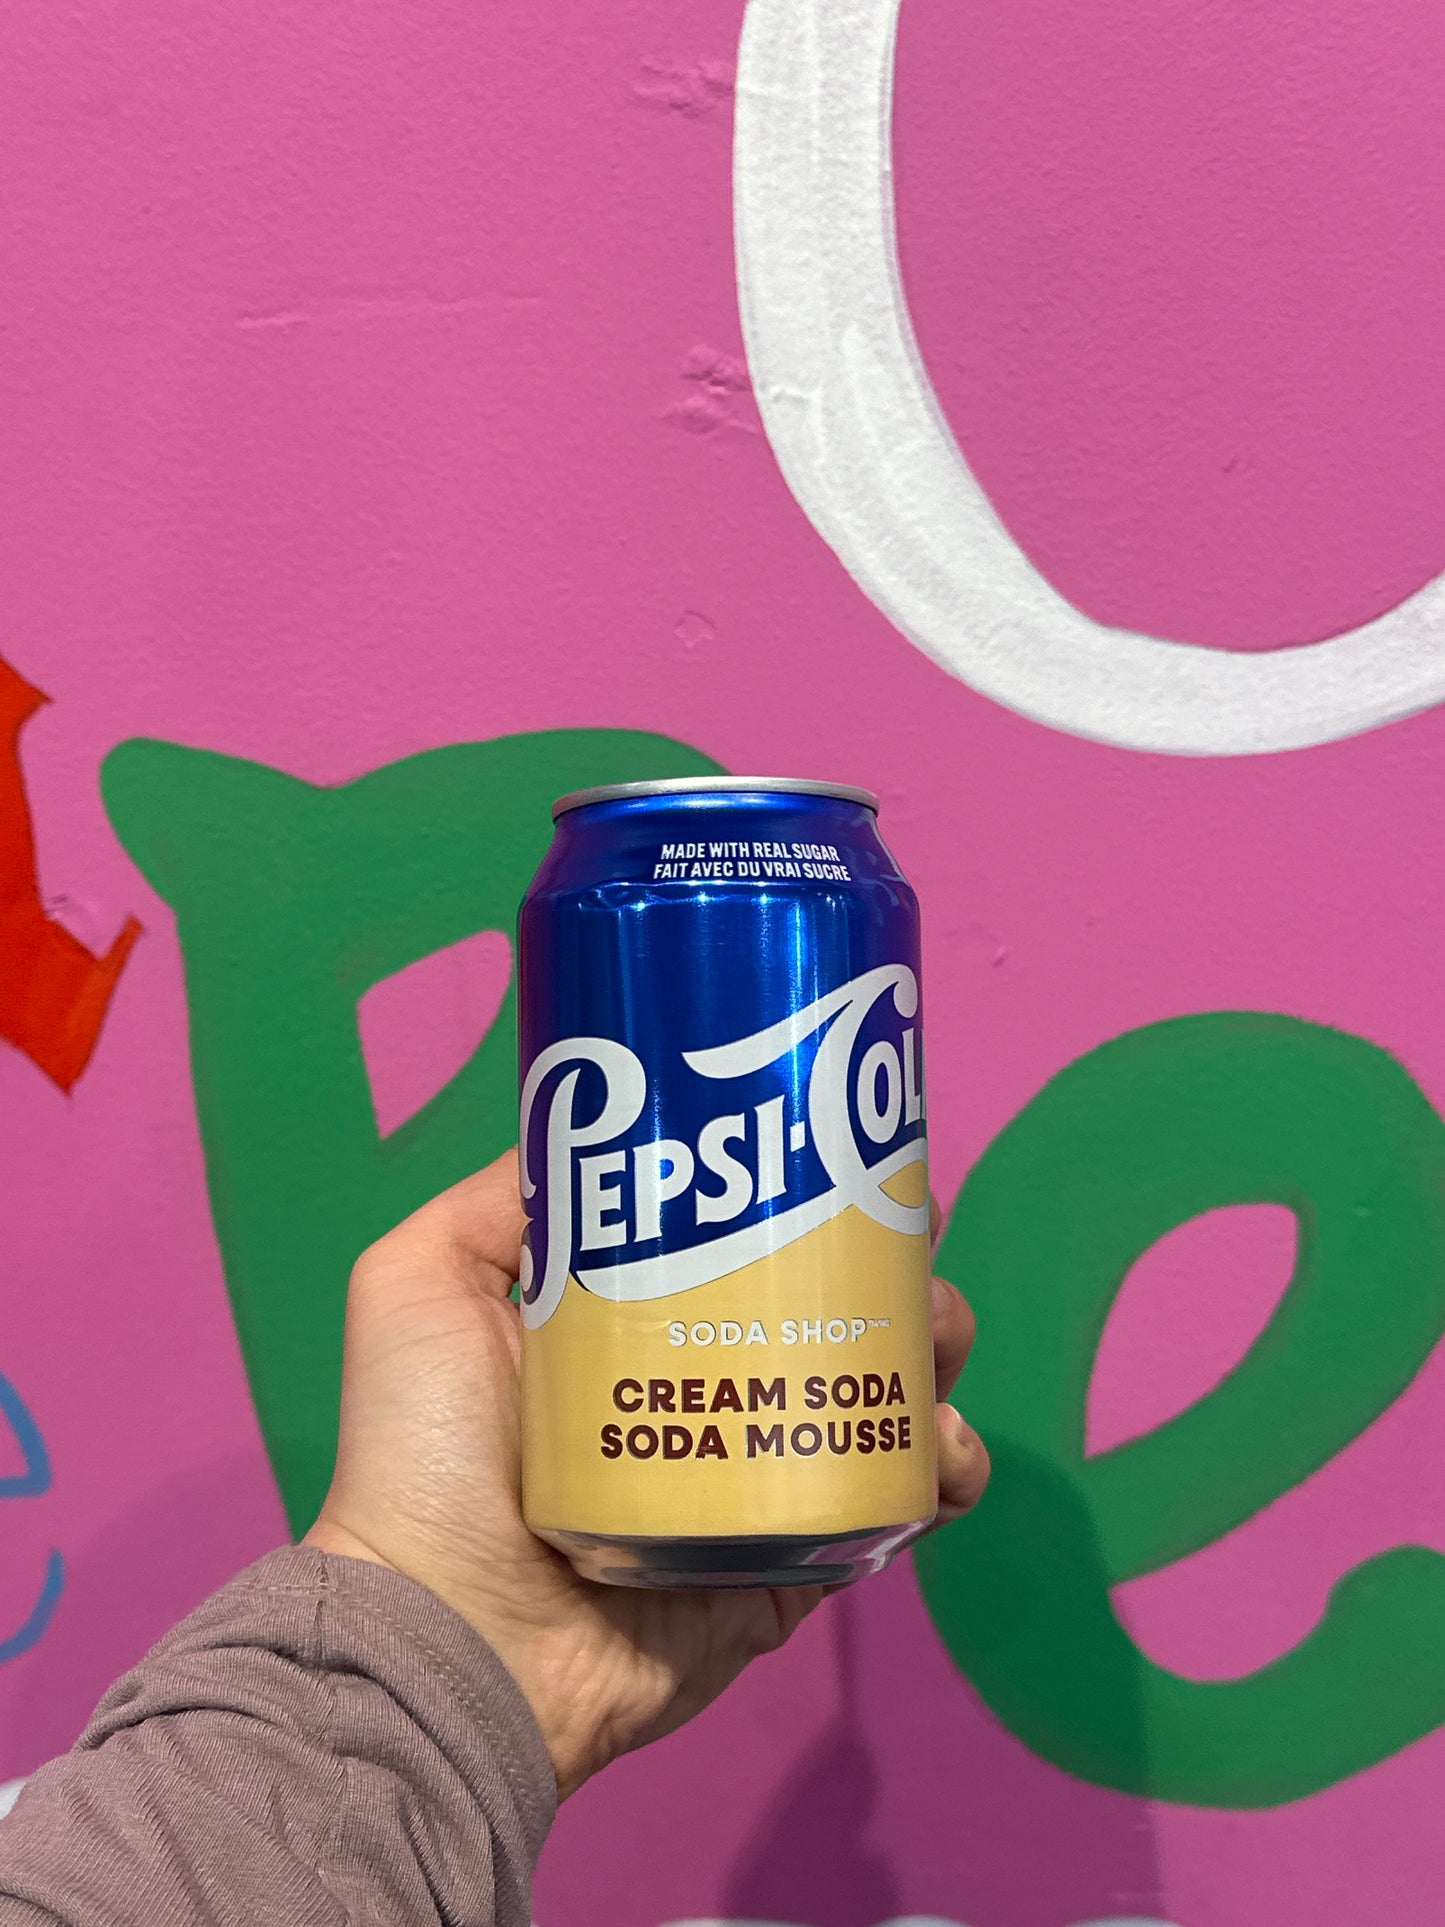 MADE WITH REAL SUGAR
FAIT AVEC DU VRAI SUCRE
PEPSI-COL
SODA SHOP
CREAM SODA
SODA MOUSSE
e